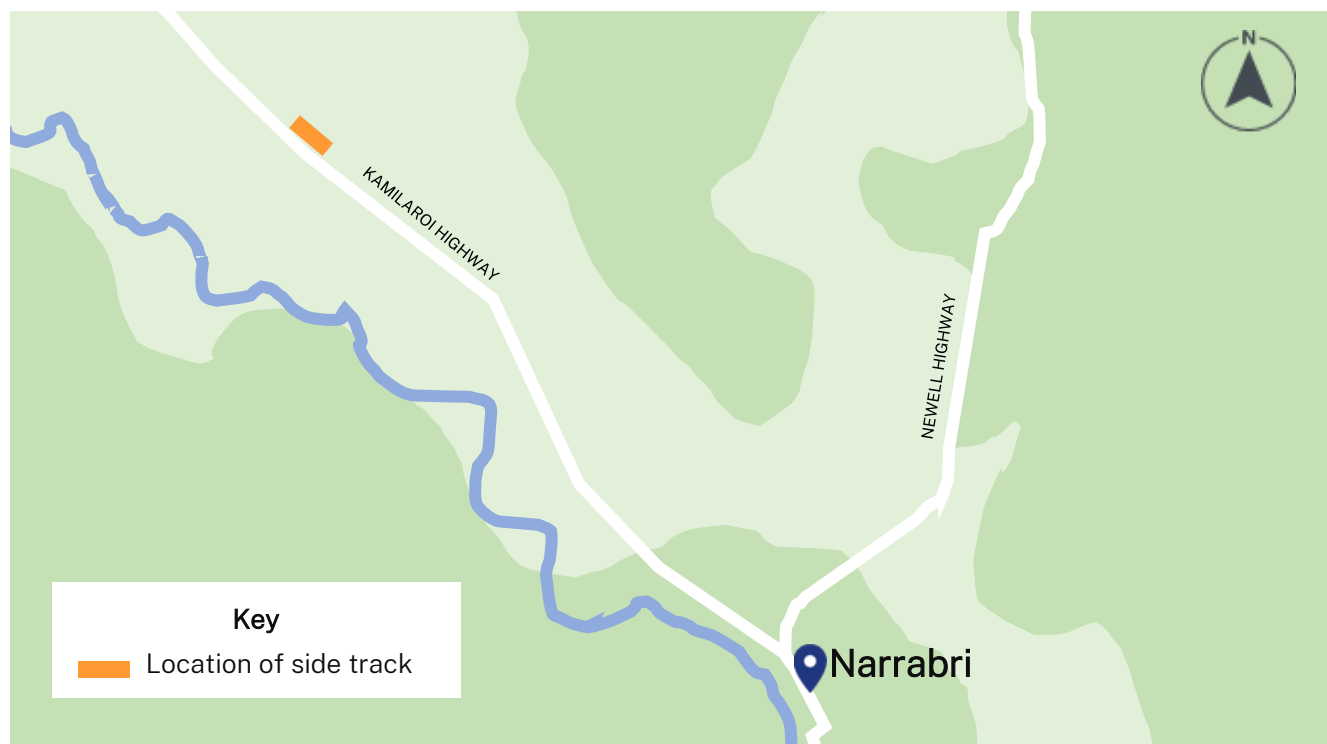 N
KAMILAROI HIGHWAY
NEWELL HIGHWAY
Key
Location of side track
Narrabri